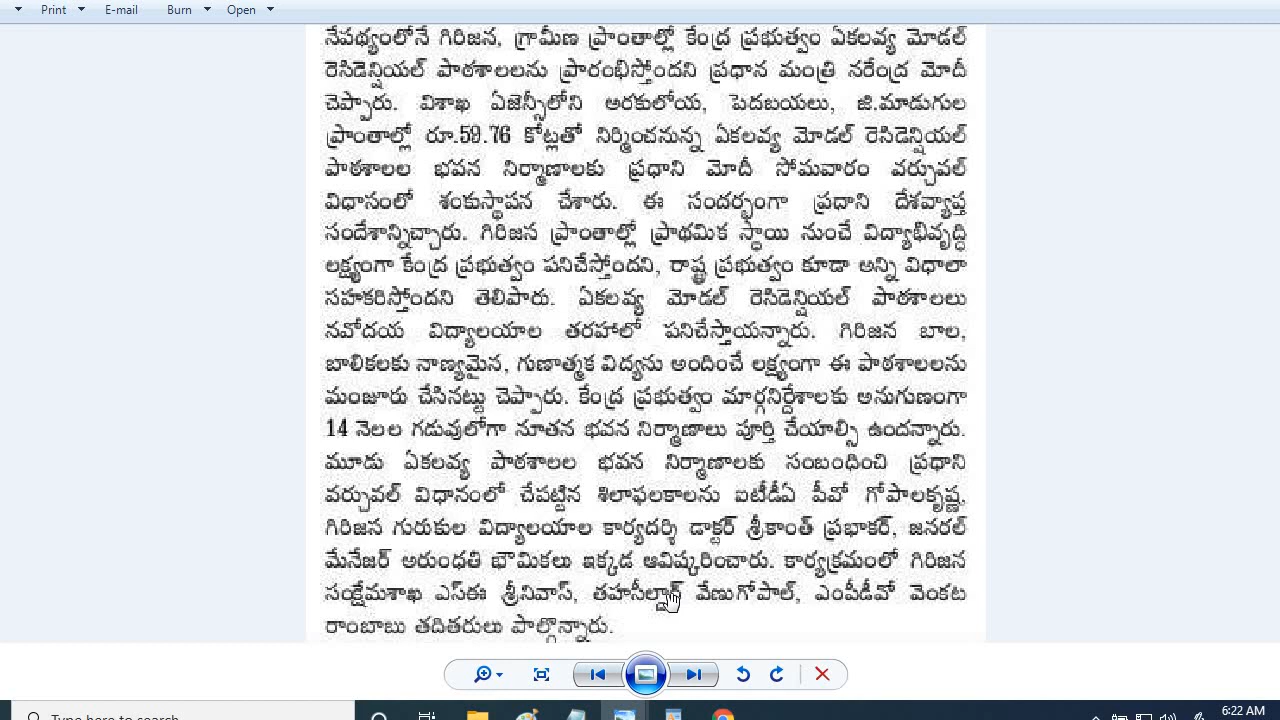 Print E-mail Burn Open
నేపథ్యంలోనే గిరిజన, గ్రామీణ ప్రాంతాల్లో కేంద్ర ప్రభుత్వం ఏకలవ్య మోడల్
రెసిడెన్షియల్ పాఠశాలలను ప్రారంభిస్తోందని ప్రధాన మంత్రి నరేంద్ర మోదీ
చెప్పారు. విశాఖ ఏజెన్సీలోని అరకులోయ, పెదబయలు, జి.మాడుగుల
ప్రాంతాల్లో రూ.59.76 కోట్లతో నిర్మించనున్న ఏకలవ్య మోడల్ రెసిడెన్షియల్
పాఠశాలల భవన నిర్మాణాలకు ప్రధాని మోదీ సోమవారం వర్చువల్
విధానంలో శంకుస్థాపన చేశారు. ఈ సందర్భంగా ప్రధాని దేశవ్యాప్త
సందేశాన్నిచ్చారు. గిరిజన ప్రాంతాల్లో ప్రాథమిక స్థాయి నుంచే విద్యాభివృద్ధి
లక్ష్యంగా కేంద్ర ప్రభుత్వం పనిచేస్తోందని, రాష్ట్ర ప్రభుత్వం కూడా అన్ని విధాలా
సహకరిస్తోందని తెలిపారు. ఏకలవ్య మోడల్ రెసిడెన్షియల్ పాఠశాలలు
నవోదయ విద్యాలయాల తరహాలో పనిచేస్తాయన్నారు. గిరిజన బాల,
బాలికలకు నాణ్యమైన, గుణాత్మక విద్యను అందించే లక్ష్యంగా ఈ పాఠశాలలను
మంజూరు చేసినట్టు చెప్పారు. కేంద్ర ప్రభుత్వం మార్గనిర్దేశాలకు అనుగుణంగా
14 నెలల గడువులోగా నూతన భవన నిర్మాణాలు పూర్తి చేయాల్సి ఉందన్నారు.
మూడు ఏకలవ్య పాఠశాలల భవన నిర్మాణాలకు సంబంధించి ప్రధాని
వర్చువల్ విధానంలో చేపట్టిన శిలాఫలకాలను ఐటీడీఏ పీవో గోపాలకృష్ణ,
గిరిజన గురుకుల విద్యాలయాల కార్యదర్శి డాక్టర్ శ్రీకాంత్ ప్రభాకర్, జనరల్
మేనేజర్ అరుంధతి భౌమికలు ఇక్కడ ఆవిష్కరించారు. కార్యక్రమంలో గిరిజన
సంక్షేమశాఖ ఎస్ఈ శ్రీనివాస్, తహసీల్దార్ వేణుగోపాల్, ఎంపీడీవో వెంకట
రాంబాబు తదితరులు పాల్గొన్నారు.
Type here to search
6:22 AM